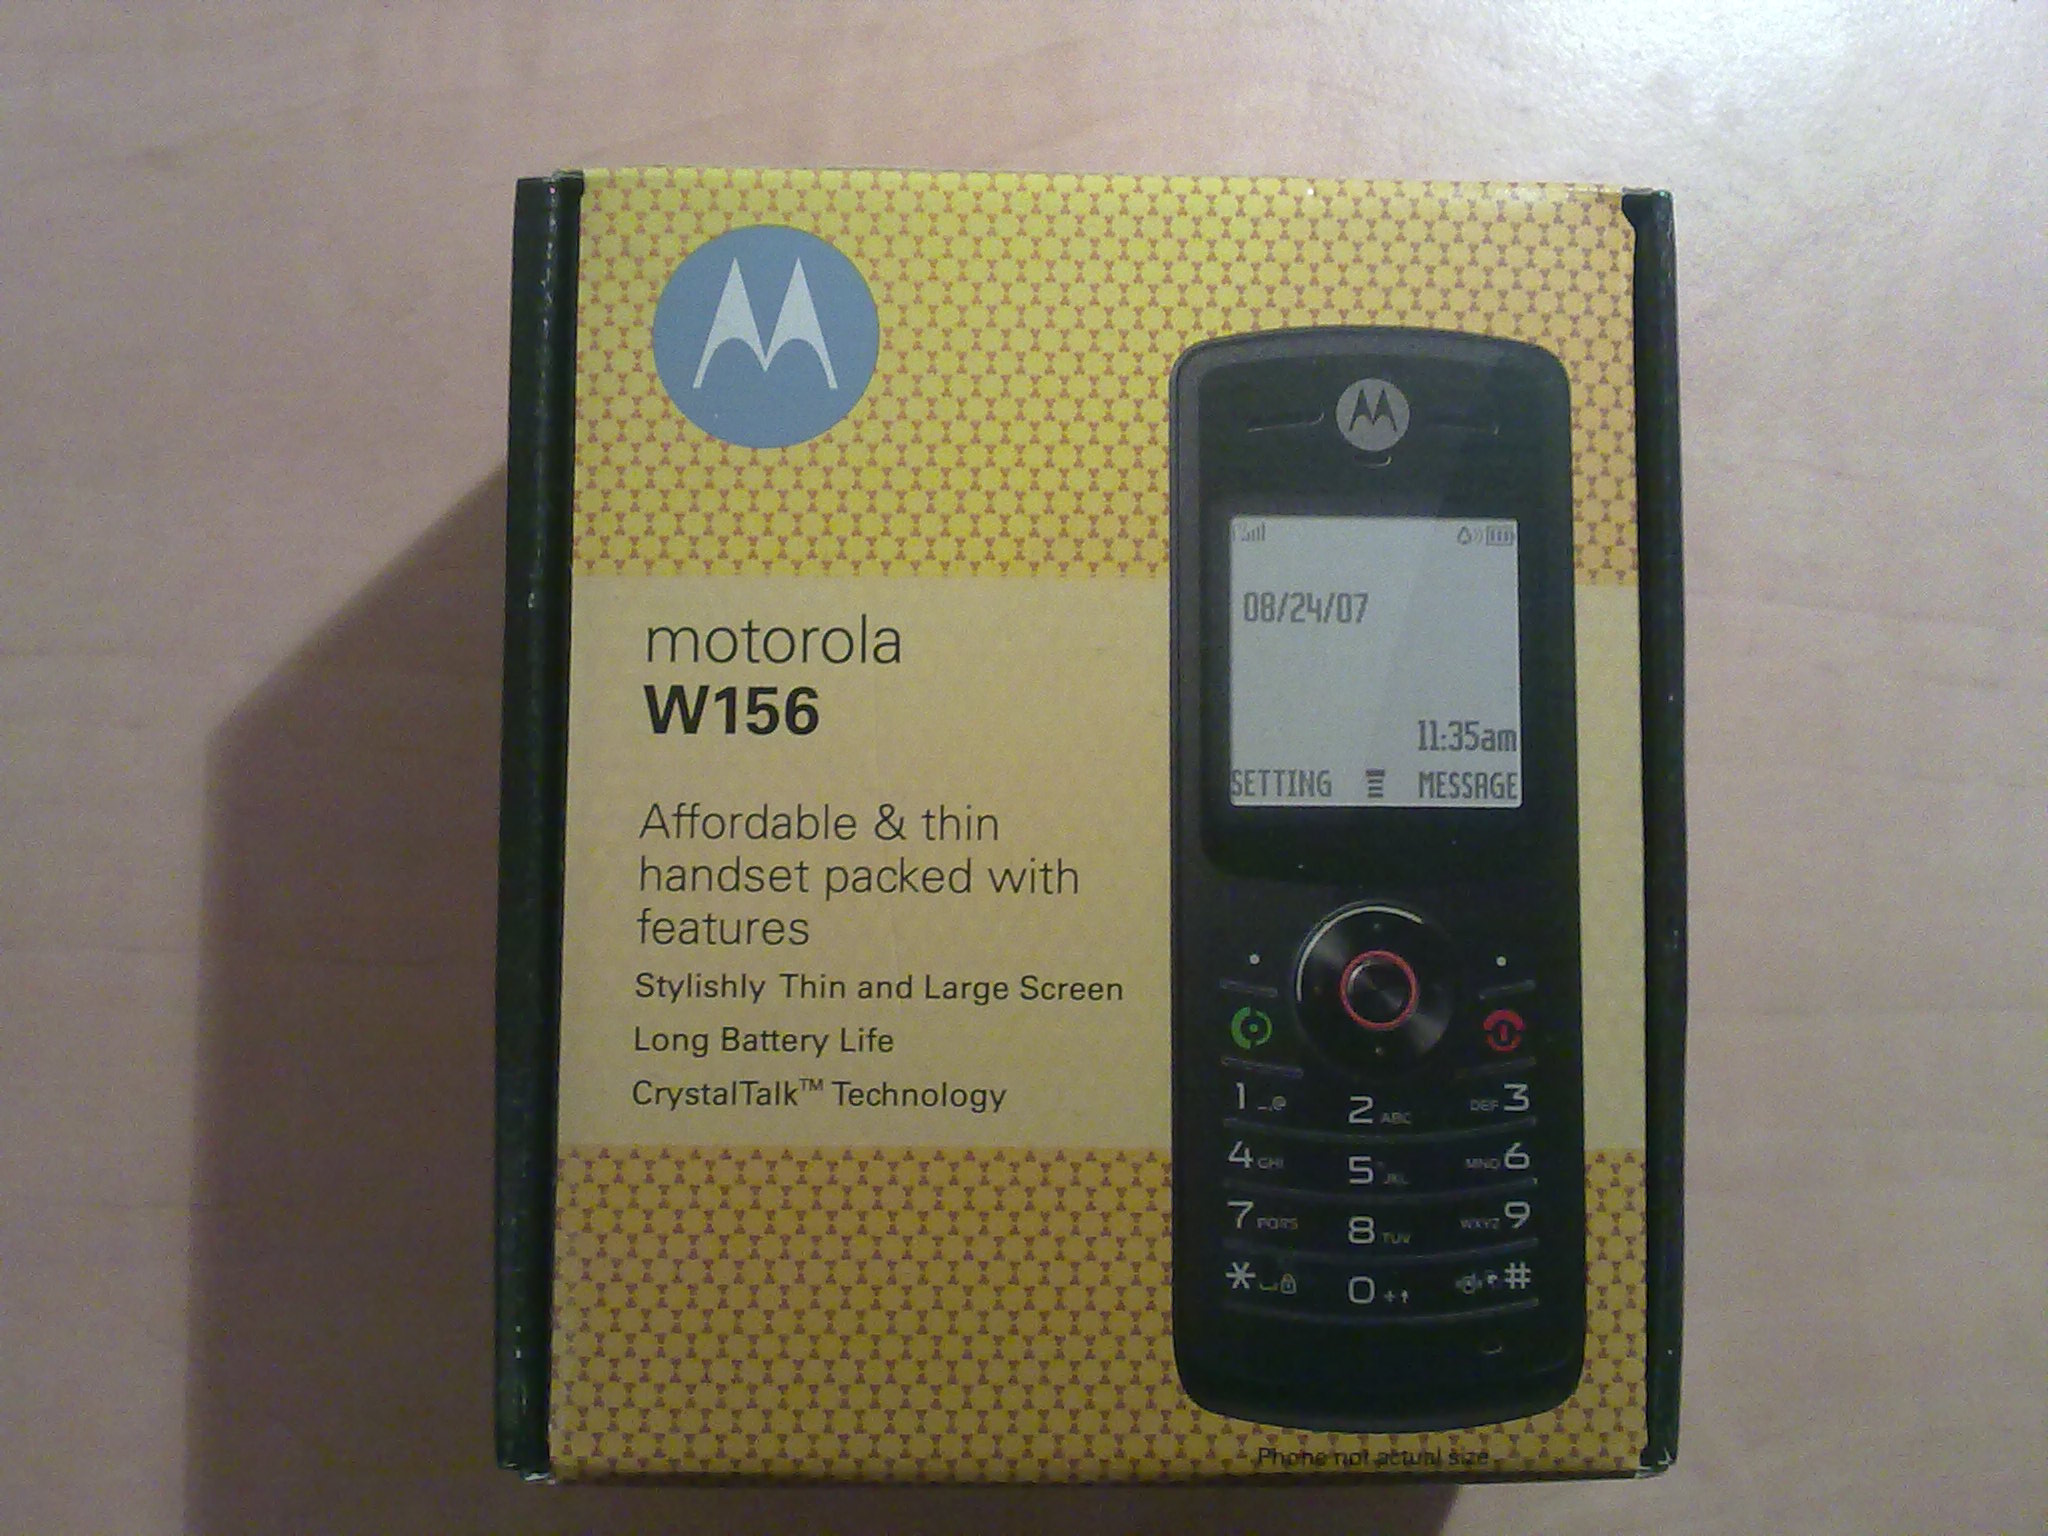 motorola
W156
Affordable & thin
handset packed with
features
Stylishly Thin and Large Screen
Long Battery Life
CrystalTalk™ Technology
08/24/07
11:35am
SETTING MESSAGE
1 _.@ 2 ABC DEF 3
4 GHI 5 JKL MNO 6
7 PQRS 8 TUV WXYZ 9
* 0 + #
Phone not actual size